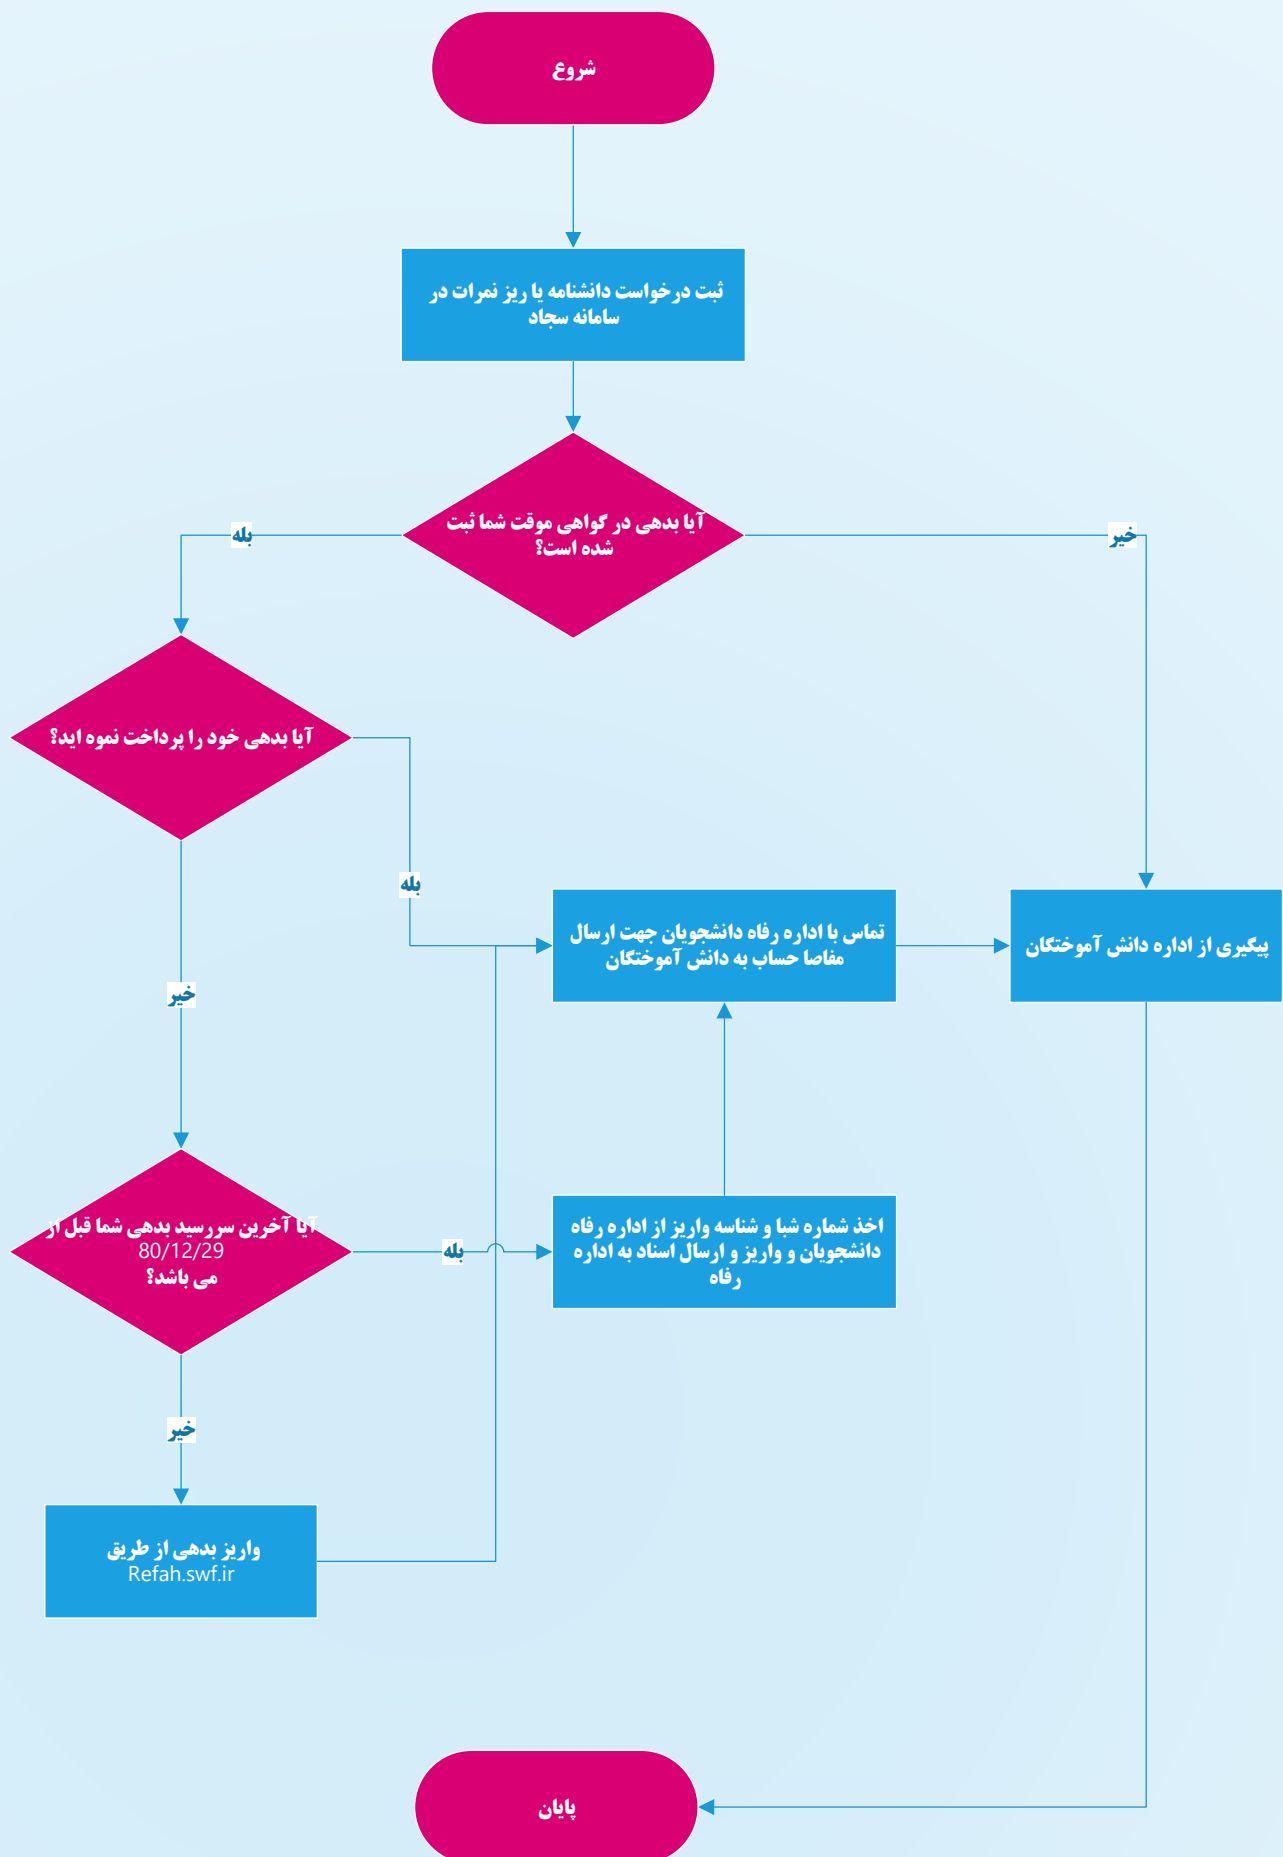 شروع
ثبت درخواست دانشنامه یا ریز نمرات در
سامانه سجاد
آیا بدهی در گواهی موقت شما ثبت
شده است؟
بله
خیر
آیا بدهی خود را پرداخت نموه اید؟
بله
تماس با اداره رفاه دانشجویان جهت ارسال
مفاصا حساب به دانش آموختگان
پیگیری از اداره دانش آموختگان
خیر
آیا آخرین سررسید بدهی شما قبل از
80/12/29
می باشد؟
بله
اخذ شماره شبا و شناسه واریز از اداره رفاه
دانشجویان و واریز و ارسال اسناد به اداره
رفاه
خیر
واریز بدهی از طریق
Refah.swf.ir
پایان